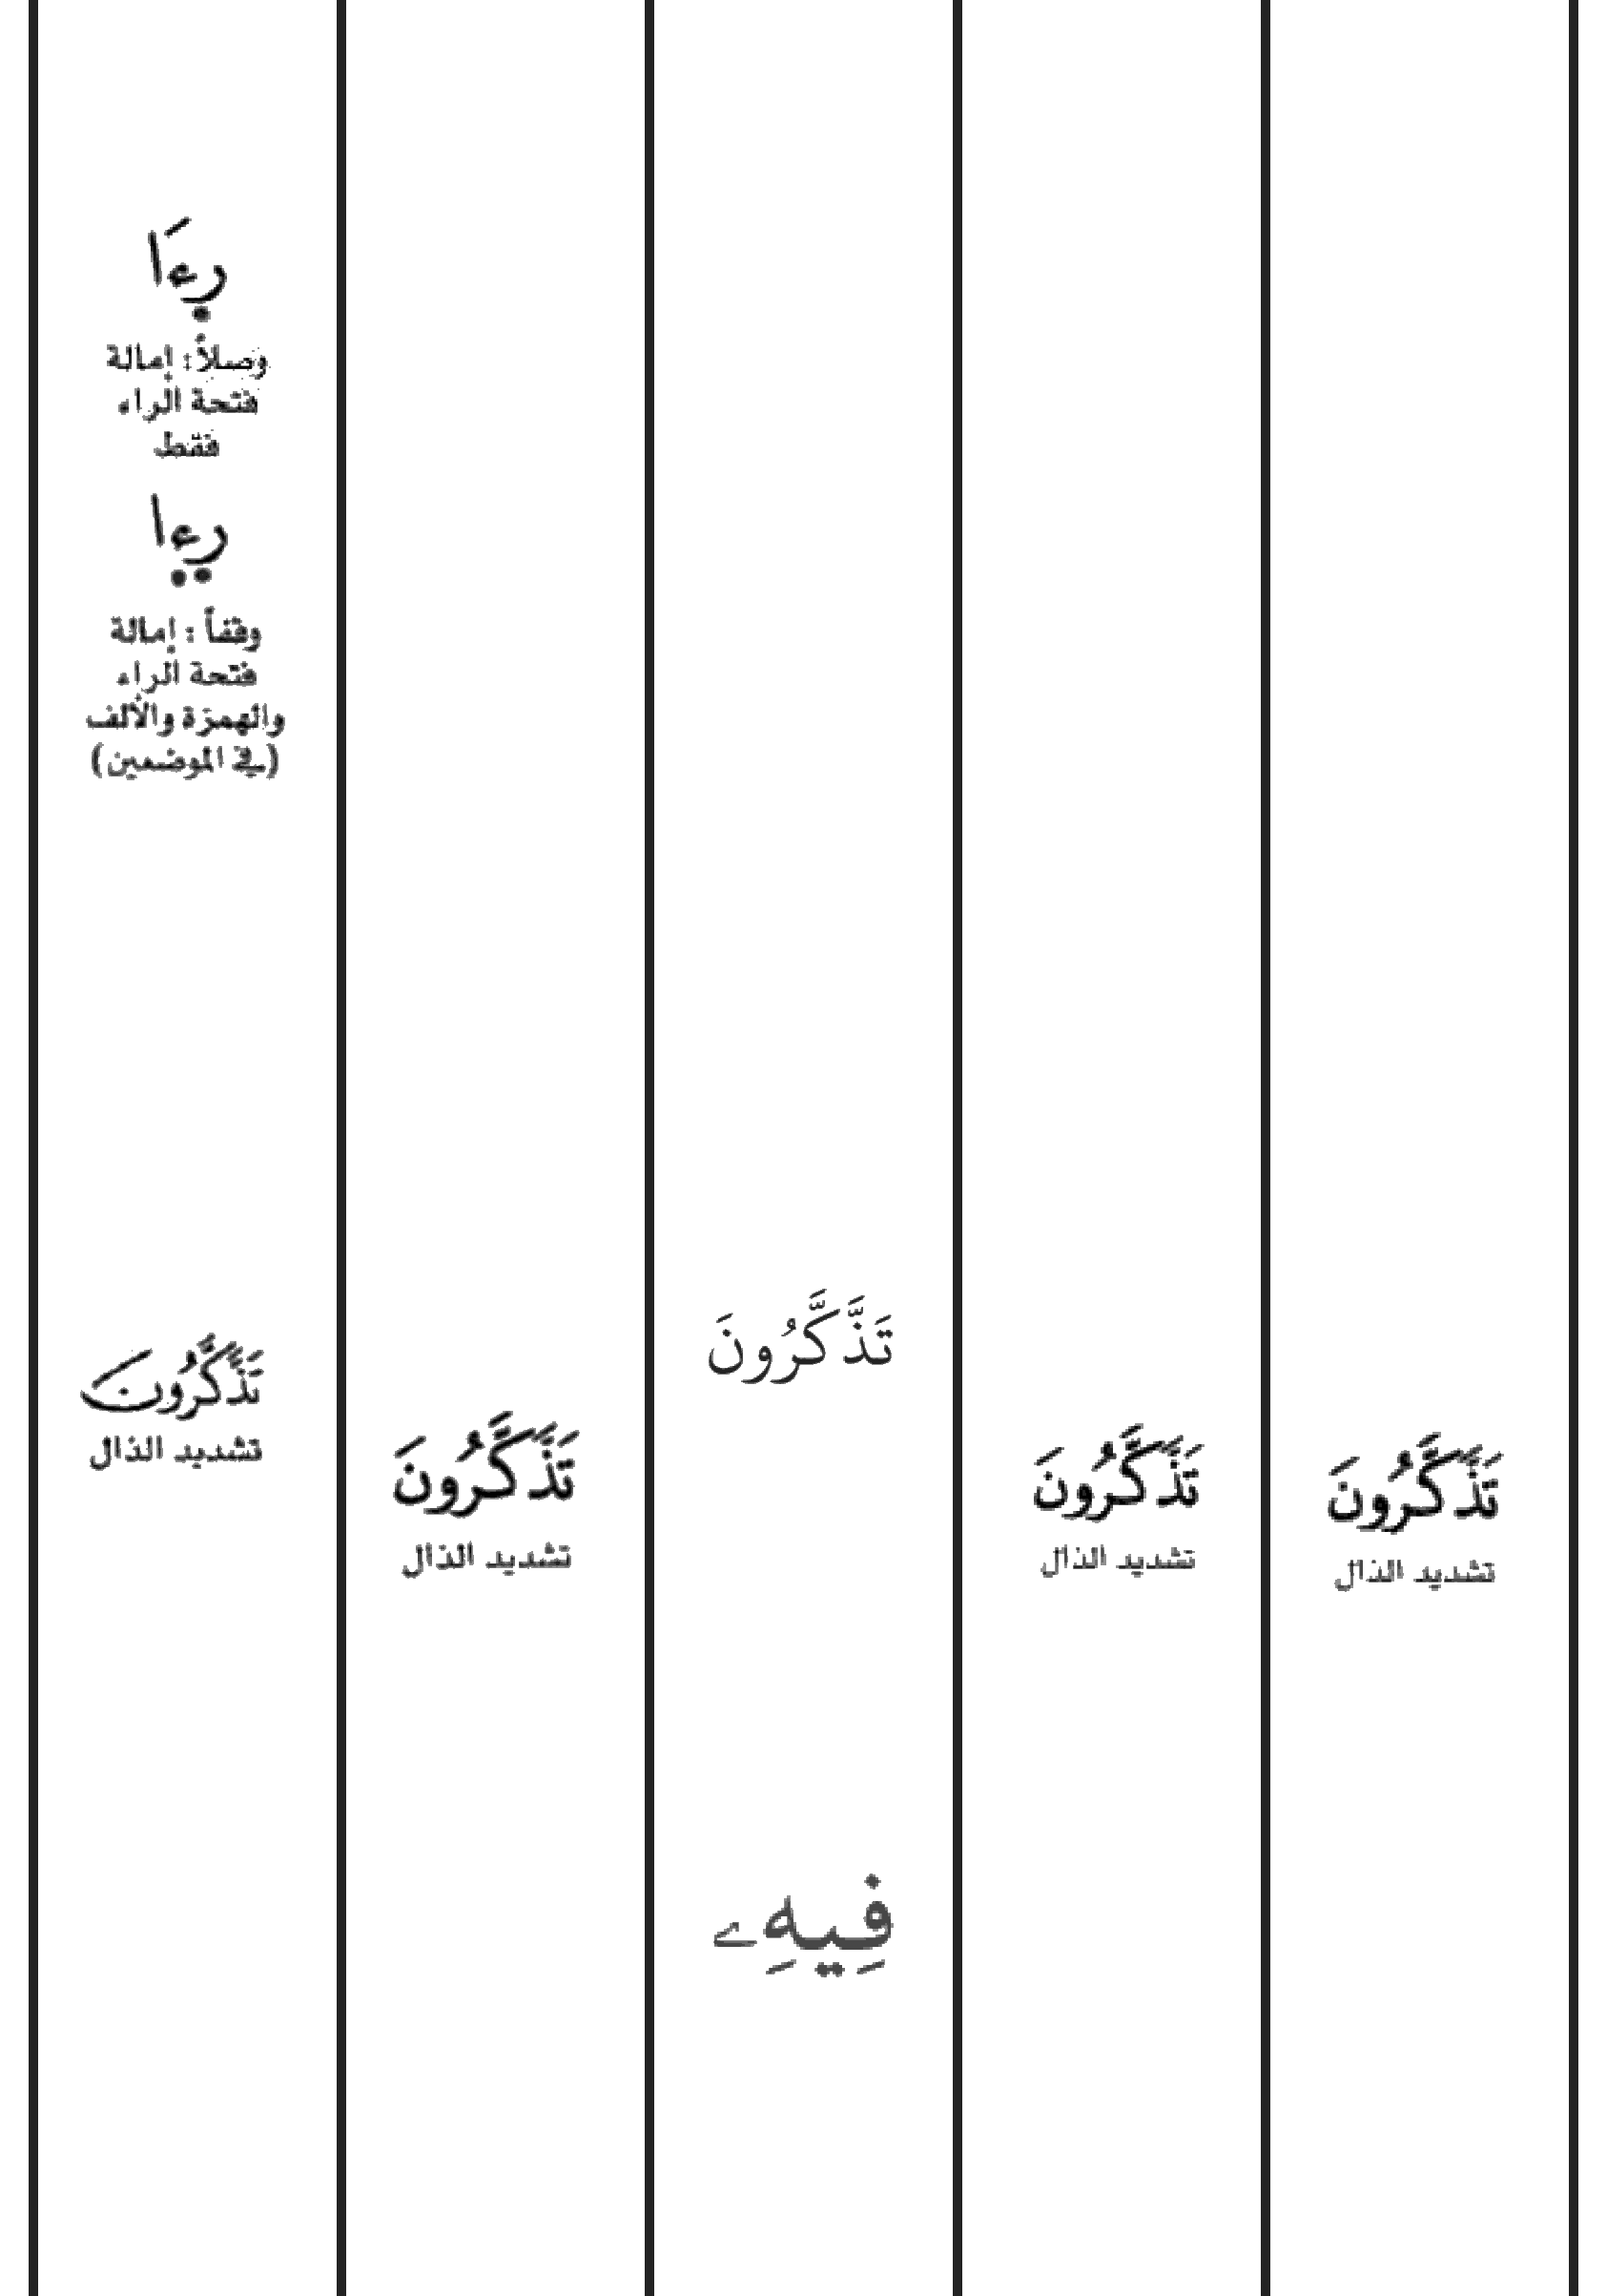 تَذَّكَّرُونَ
تشديد الذال
تَذَّكَّرُونَ
تشديد الذال
تَذَّكَّرُونَ
فِيهِے
تَذَّكَّرُونَ
تشديد الذال
رِءَا
وصلاً: إمالة
فتحة الراء
فقط
رِءِا
وقفاً : إمالة
فتحة الراء
والهمزة والألف
(في الموضعين)
تَذَّكَّرُونَ
تشديد الذال